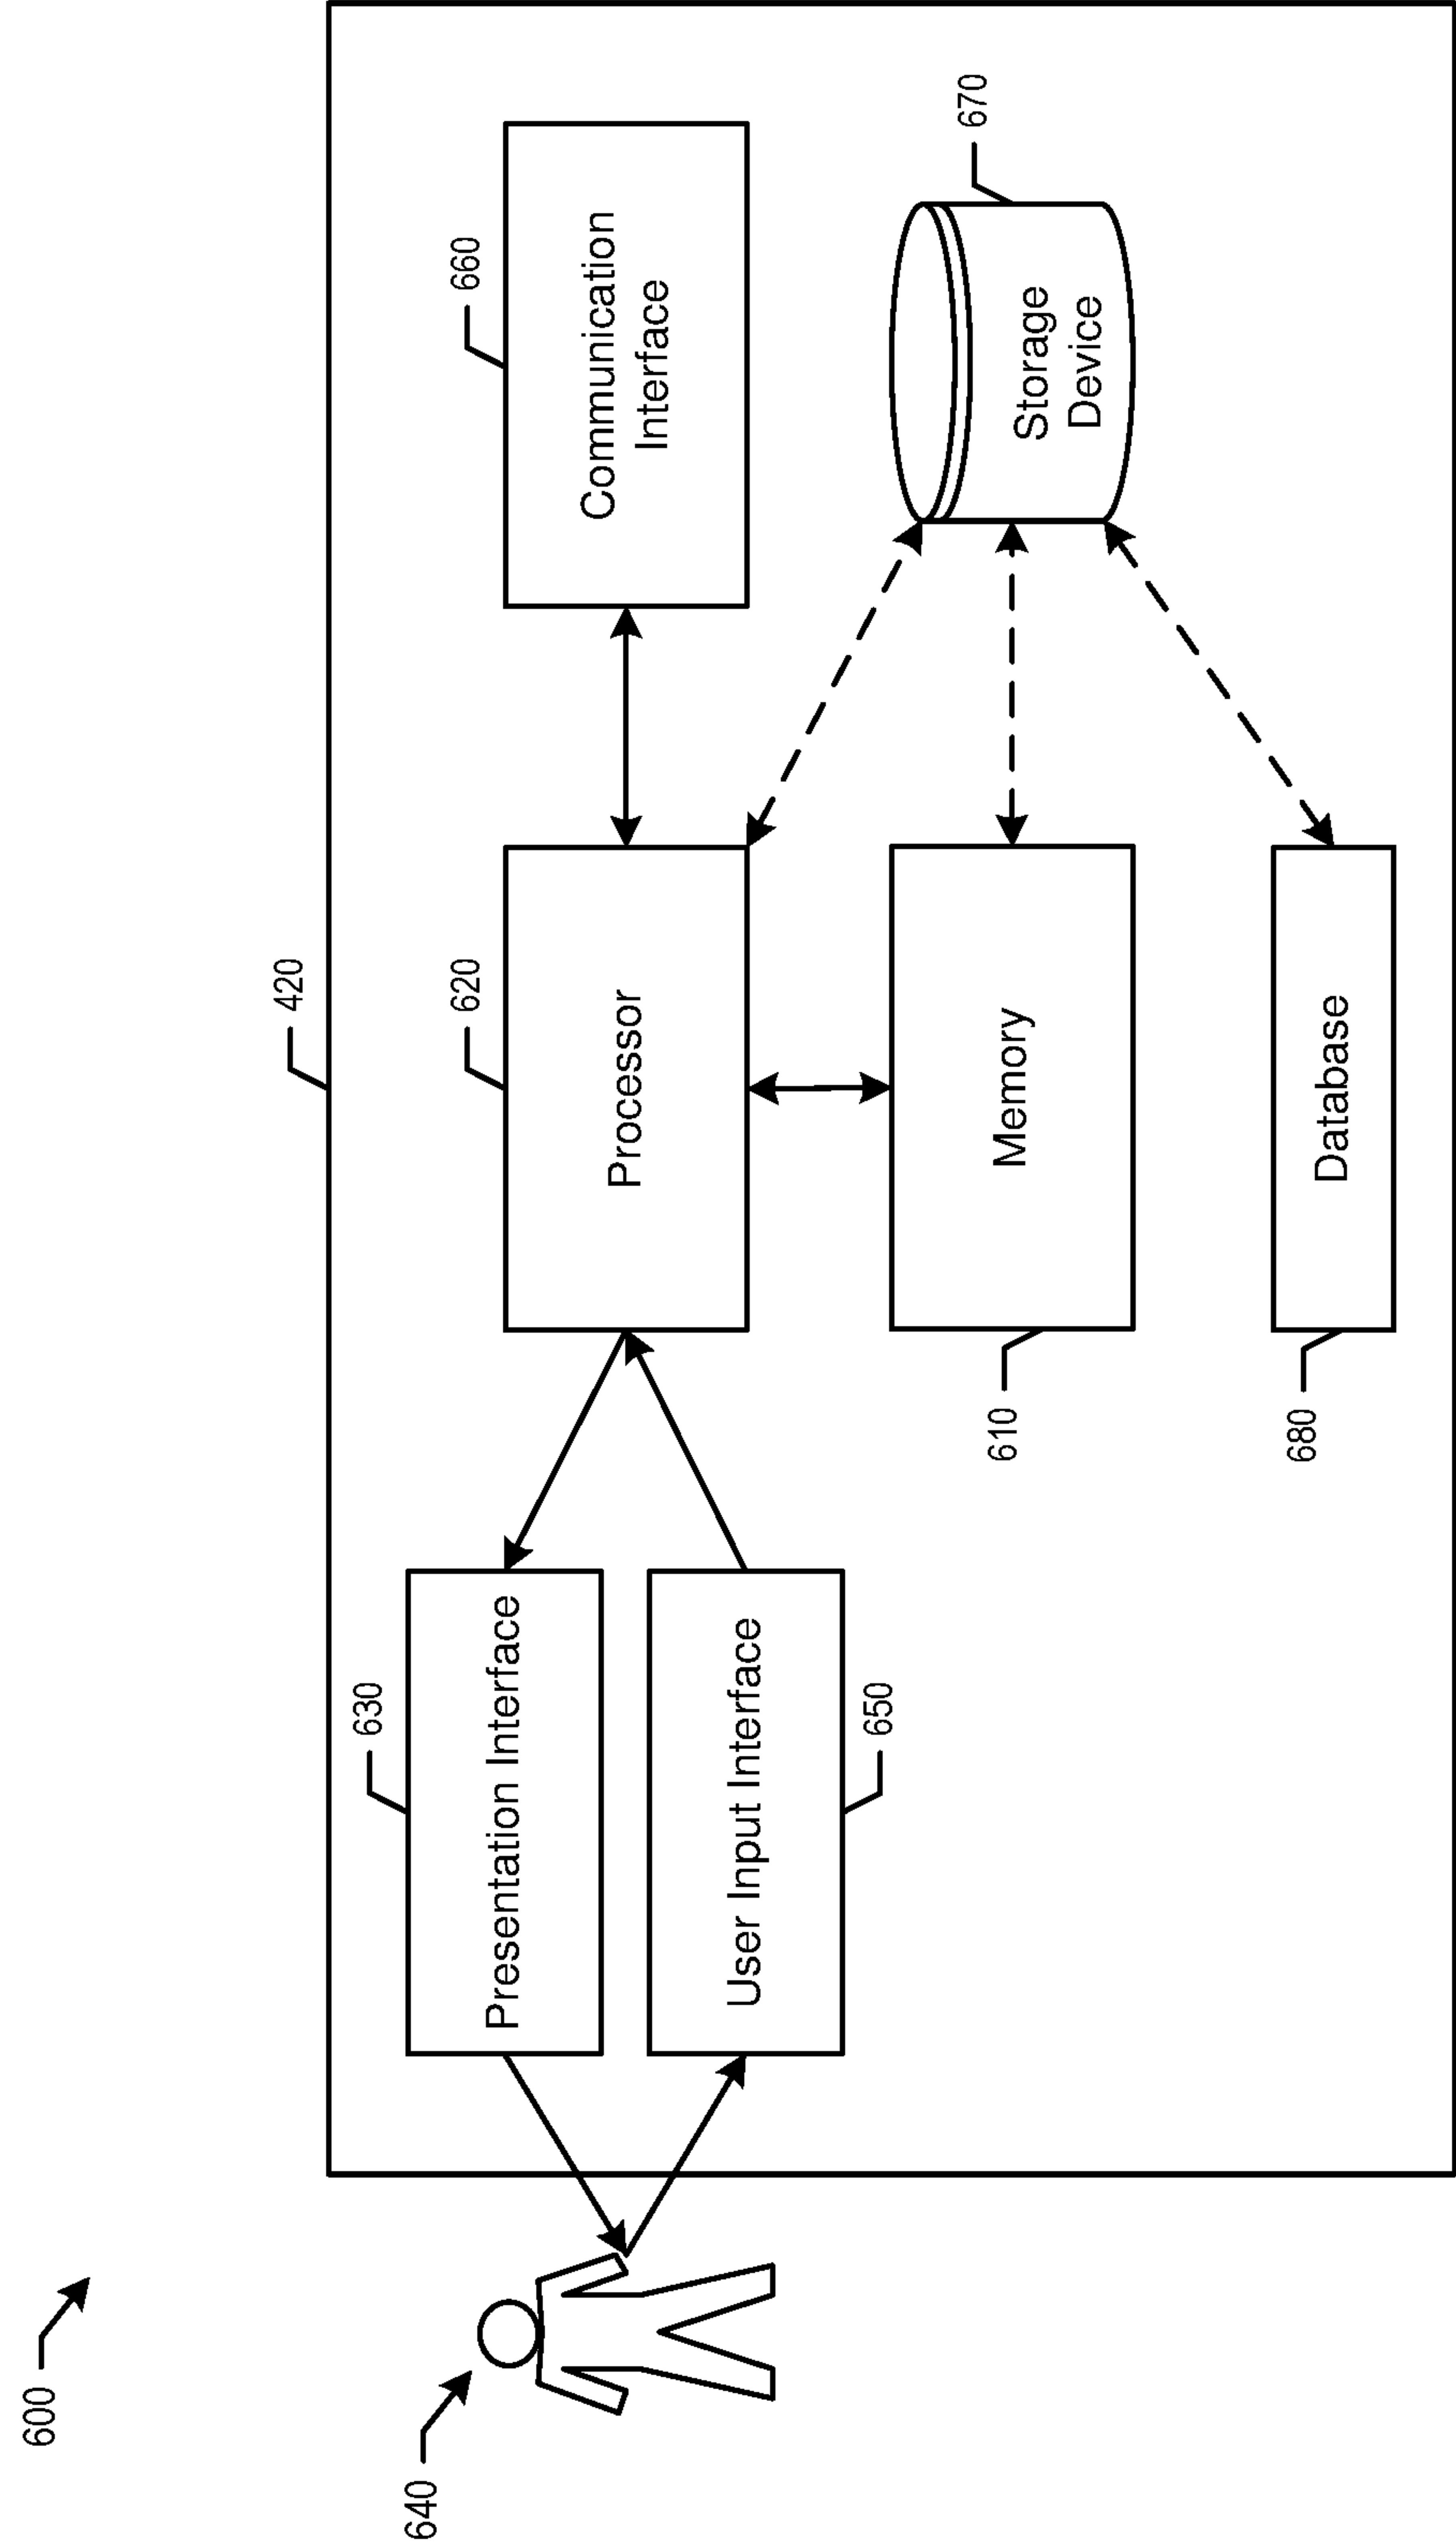 600
640
420
630
Presentation Interface
User Input Interface
650
620
Processor
660
Communication
Interface
610
Memory
670
Storage
Device
680
Database